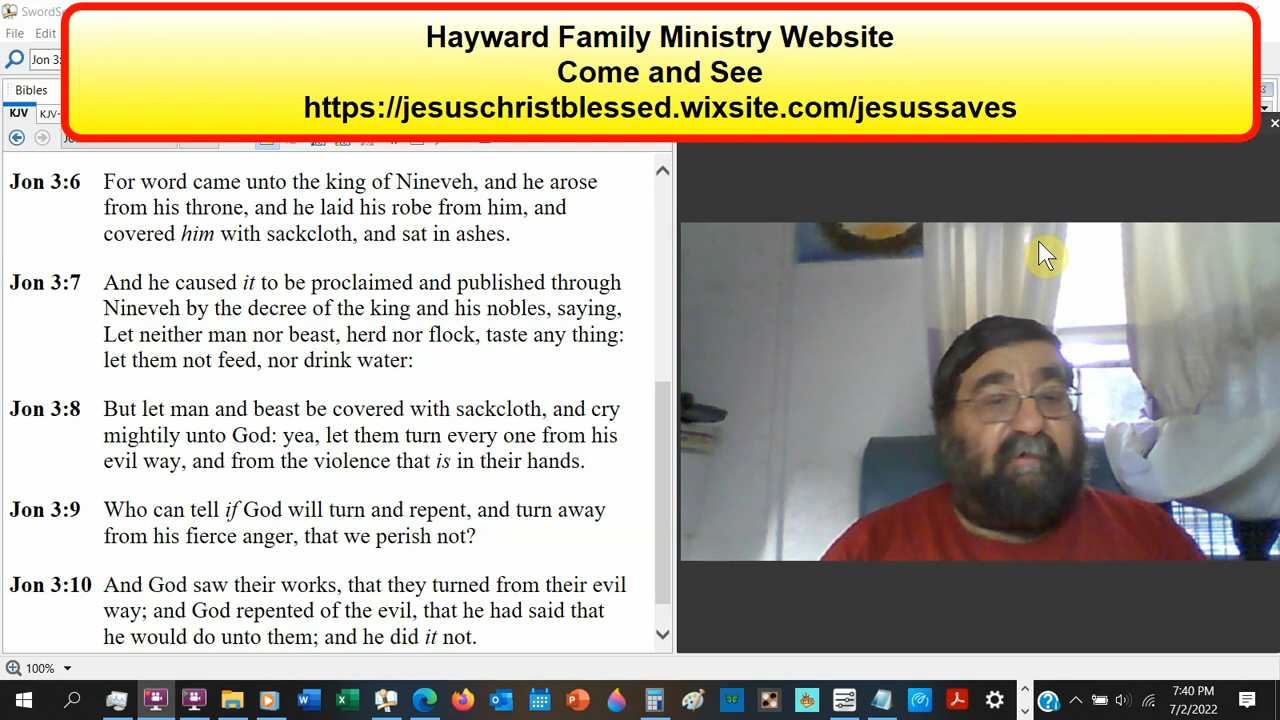 SwordSe
Hayward Family Ministry Website
Come and See
https://jesuschristblessed.wixsite.com/jesussaves
File Edit
Jon 3:
Bibles
KJV KJV-
Jon 3:6 For word came unto the king of Nineveh, and he arose
from his throne, and he laid his robe from him, and
covered him with sackcloth, and sat in ashes.
Jon 3:7 And he caused it to be proclaimed and published through
Nineveh by the decree of the king and his nobles, saying,
Let neither man nor beast, herd nor flock, taste any thing:
let them not feed, nor drink water:
Jon 3:8 But let man and beast be covered with sackcloth, and cry
mightily unto God: yea, let them turn every one from his
evil way, and from the violence that is in their hands.
Jon 3:9 Who can tell if God will turn and repent, and turn away
from his fierce anger, that we perish not?
Jon 3:10 And God saw their works, that they turned from their evil
way; and God repented of the evil, that he had said that
he would do unto them; and he did it not.
100%
7:40 PM
7/2/2022